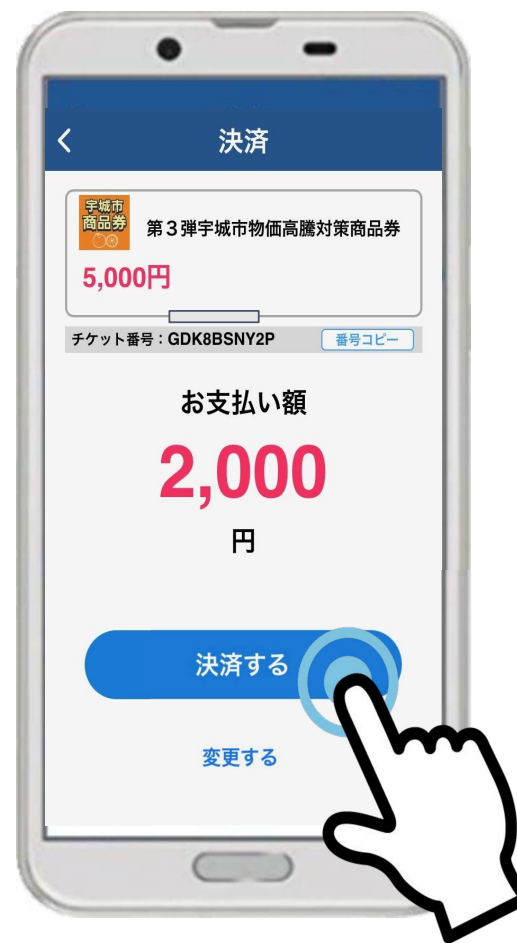 決済
宇城市
商品券
第3弾宇城市物価高騰対策商品券
5,000円
チケット番号：GDK8BSNY2P
番号コピー
お支払い額
2,000
円
決済する
変更する